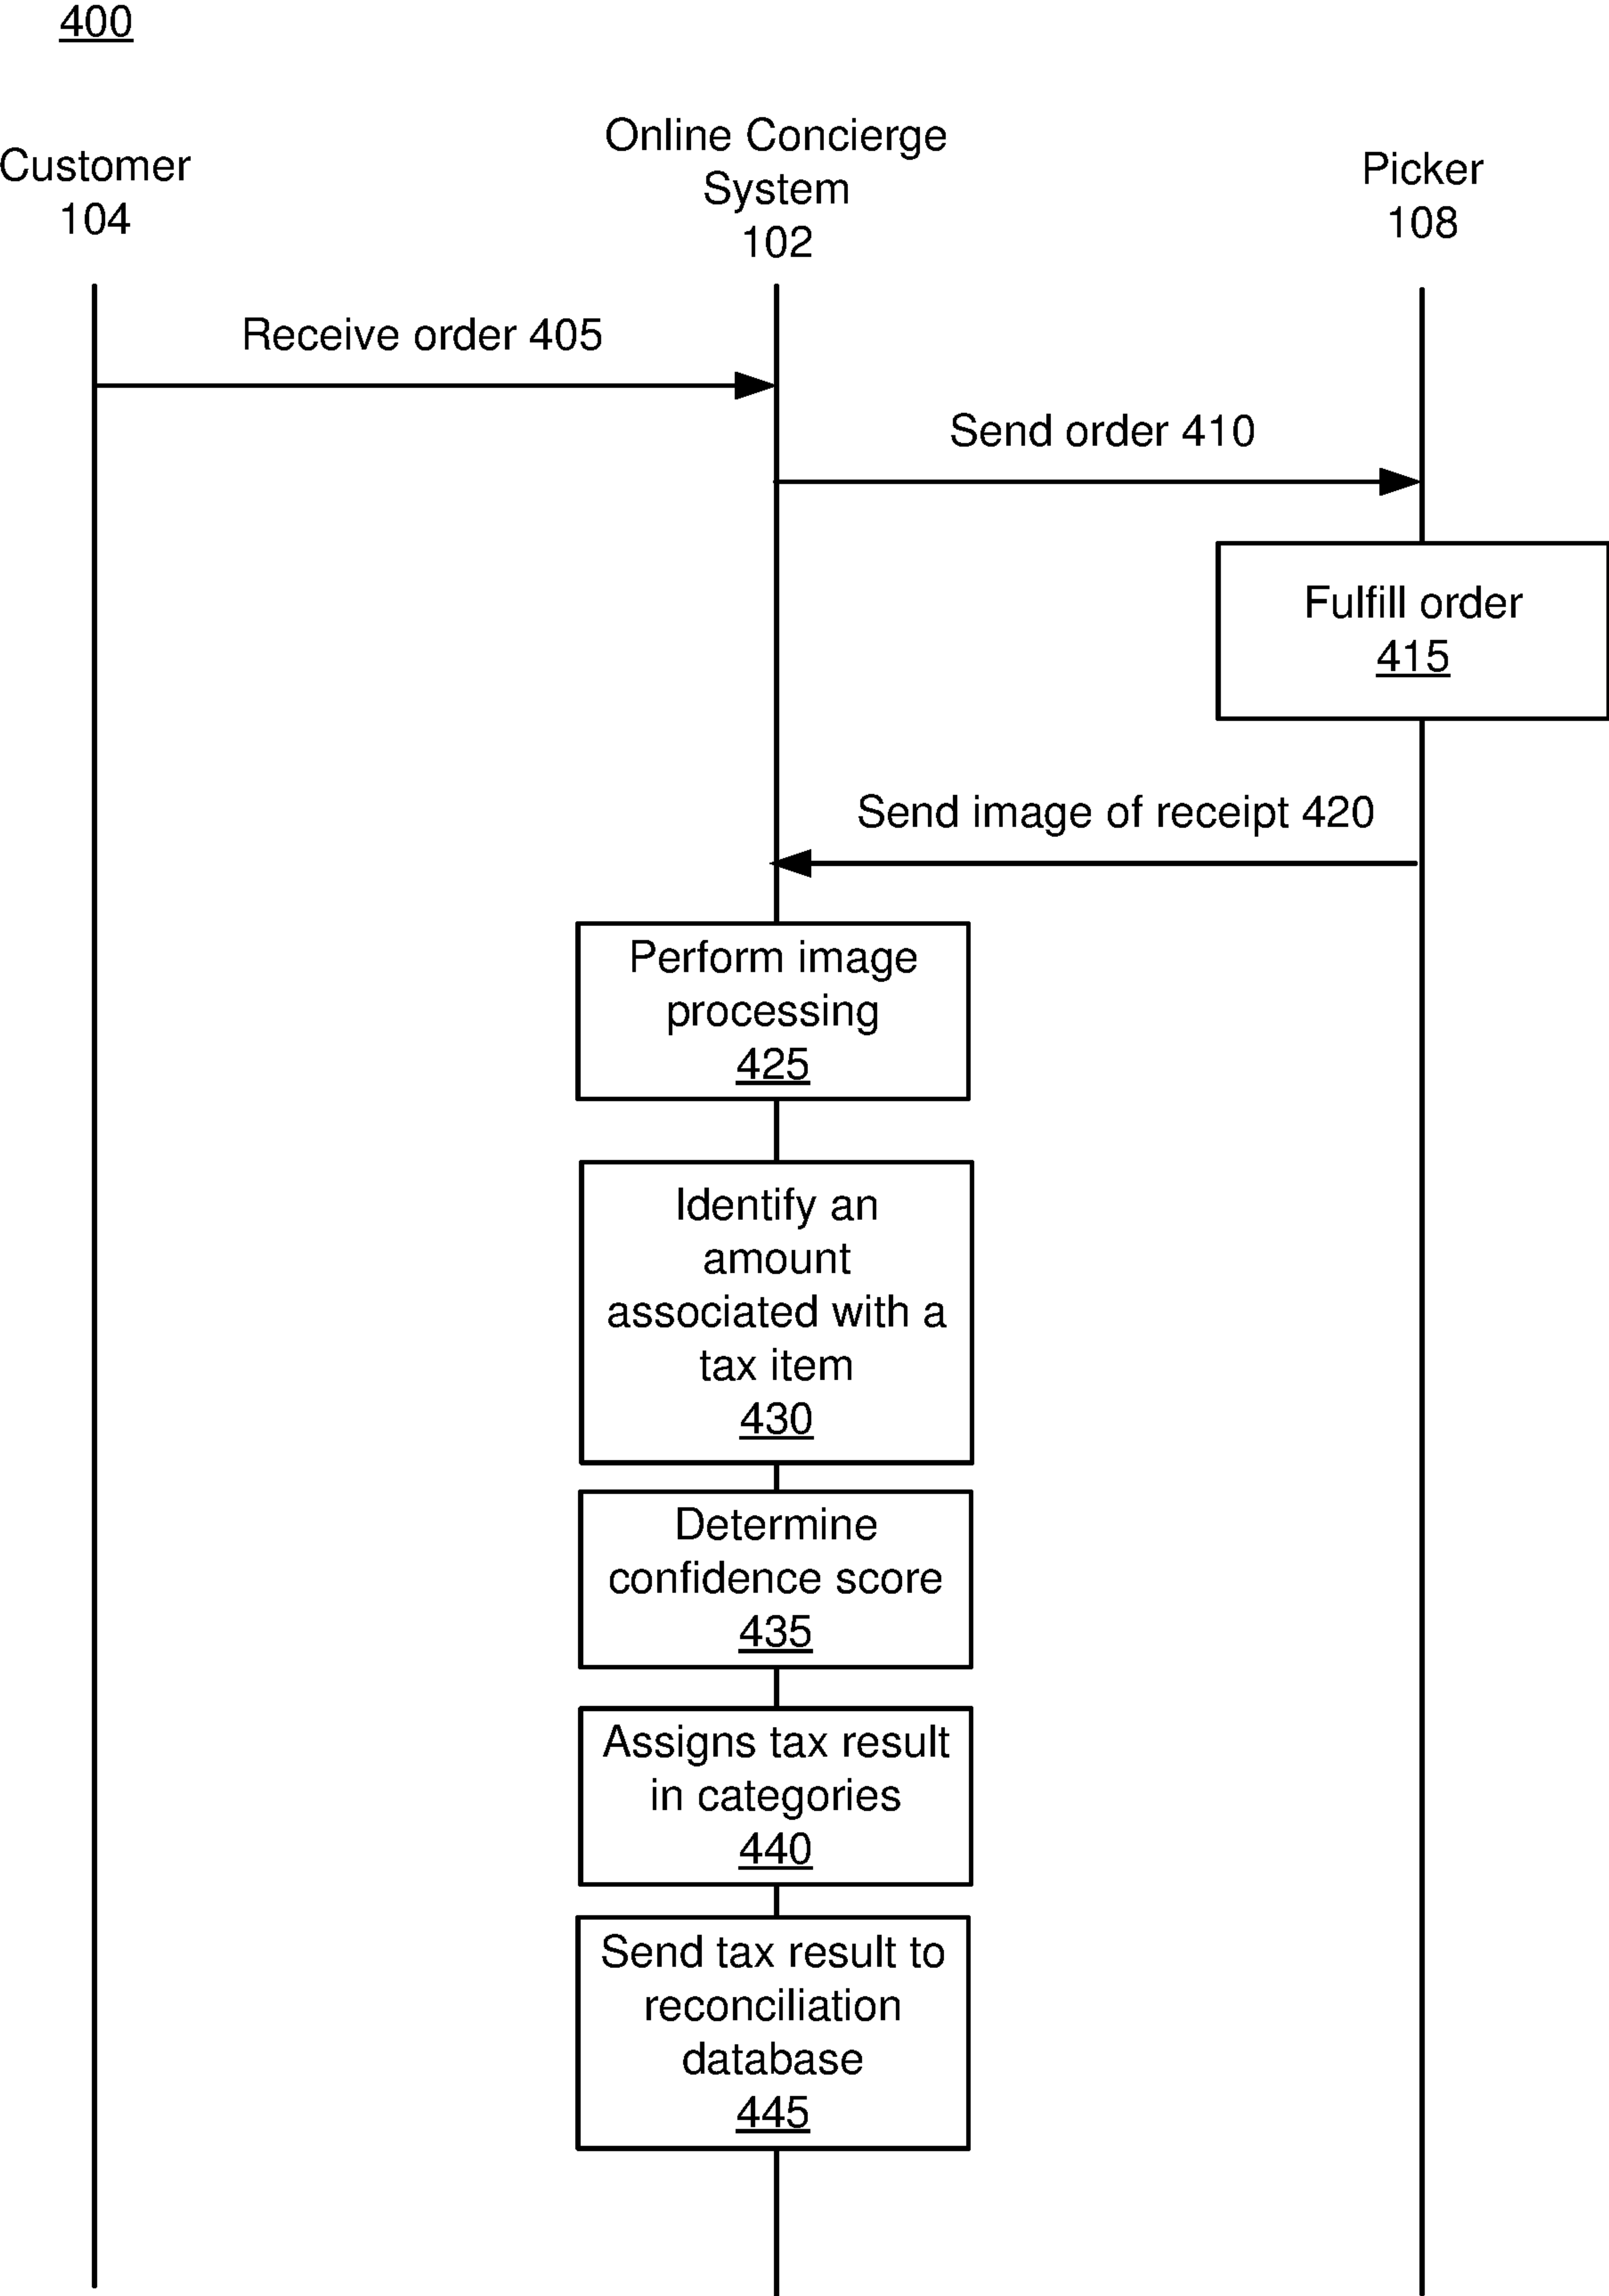 400
Customer
104
Online Concierge
System
102
Picker
108
Receive order 405
Send order 410
Fulfill order
415
Send image of receipt 420
Perform image
processing
425
Identify an
amount
associated with a
tax item
430
Determine
confidence score
435
Assigns tax result
in categories
440
Send tax result to
reconciliation
database
445